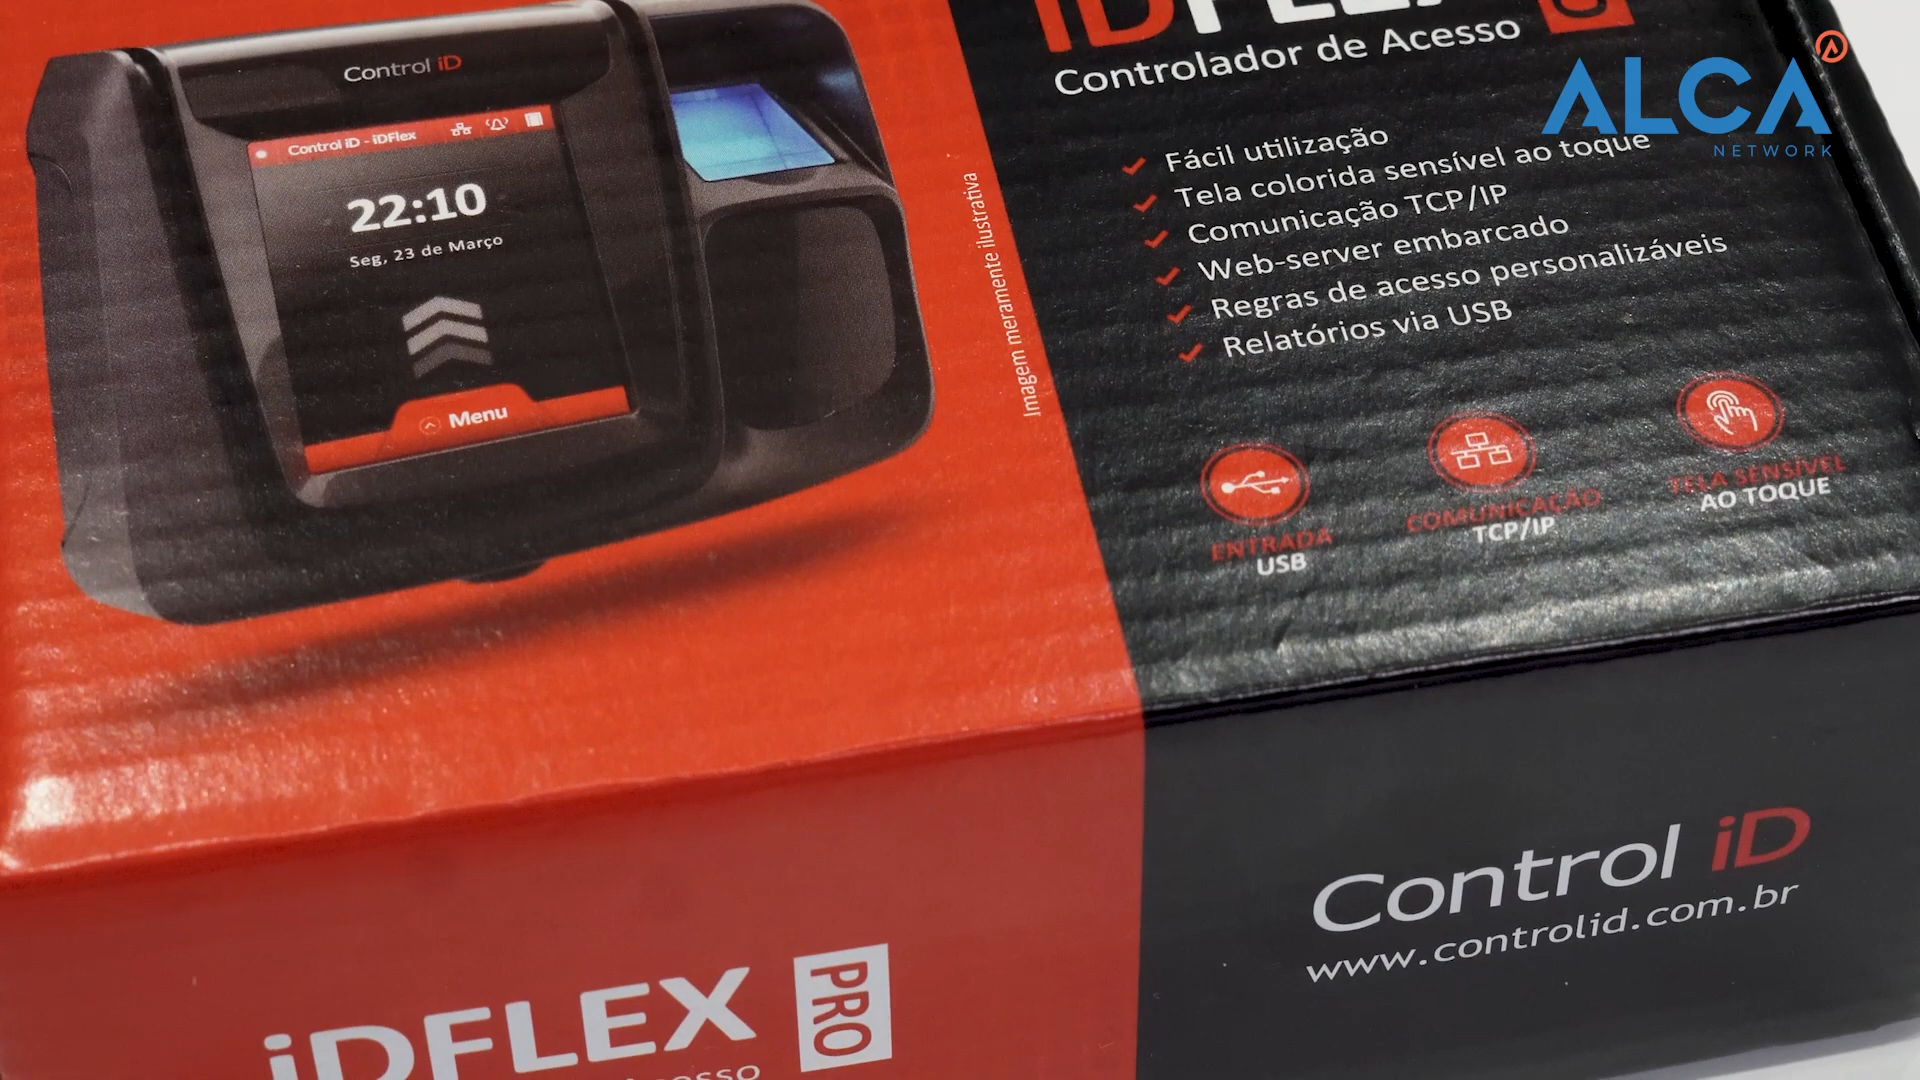 Control iD
Control iD - iDFlex
22:10
Seg, 23 de Março
Menu
Imagem meramente ilustrativa
iDFLEX
Controlador de Acesso
ALCA
NETWORK
Fácil utilização
Tela colorida sensível ao toque
Comunicação TCP/IP
Web-server embarcado
Regras de acesso personalizáveis
Relatórios via USB
ENTRADA
USB
COMUNICAÇÃO
TCP/IP
TELA SENSÍVEL
AO TOQUE
Control iD
www.controlid.com.br
iDFLEX PRO